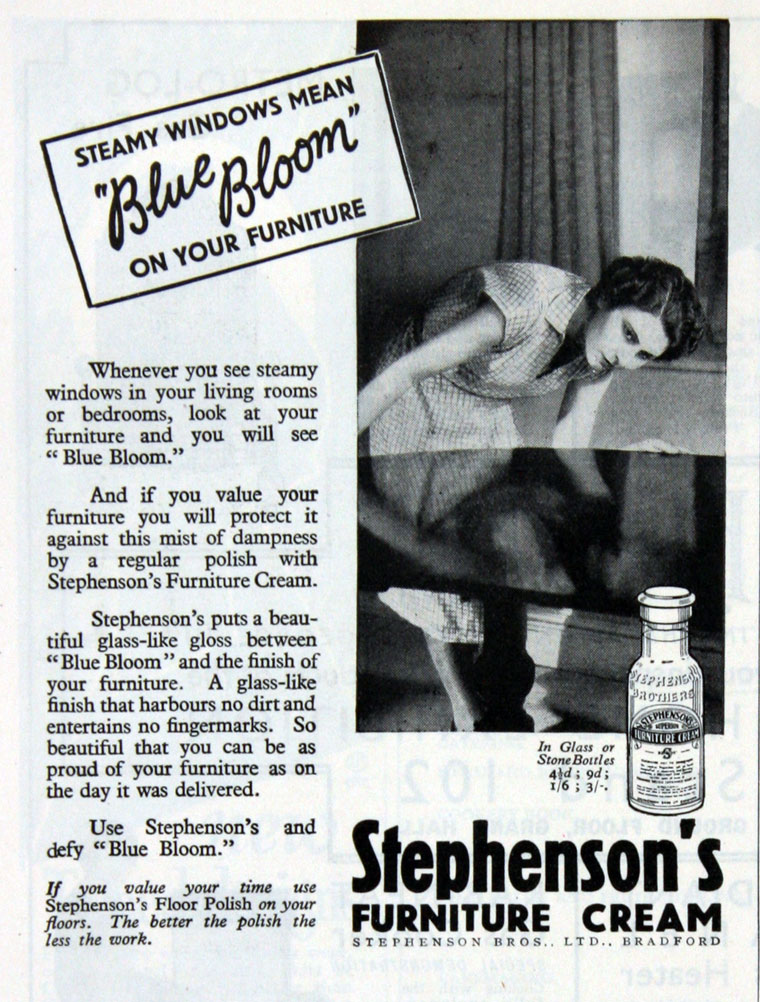 STEAMY WINDOWS MEAN
"Blue Bloom"
ON YOUR FURNITURE
Whenever you see steamy
windows in your living rooms
or bedrooms, look at your
furniture and you will see
“ Blue Bloom.”
And if you value your
furniture you will protect it
against this mist of dampness
by a regular polish with
Stephenson’s Furniture Cream.
Stephenson’s puts a beau-
tiful glass-like gloss between
“Blue Bloom” and the finish of
your furniture. A glass-like
finish that harbours no dirt and
entertains no fingermarks. So
beautiful that you can be as
proud of your furniture as on
the day it was delivered.
Use Stephenson’s and
defy “Blue Bloom.”
If you value your time use
Stephenson’s Floor Polish on your
floors. The better the polish the
less the work.
STEPHENSON
BROTHERS
STEPHENSON'S
SUPERIOR
FURNITURE CREAM
In Glass or
Stone Bottles
4½d ; 9d ;
1/6 ; 3/-.
Stephenson's
FURNITURE CREAM
STEPHENSON BROS., LTD., BRADFORD